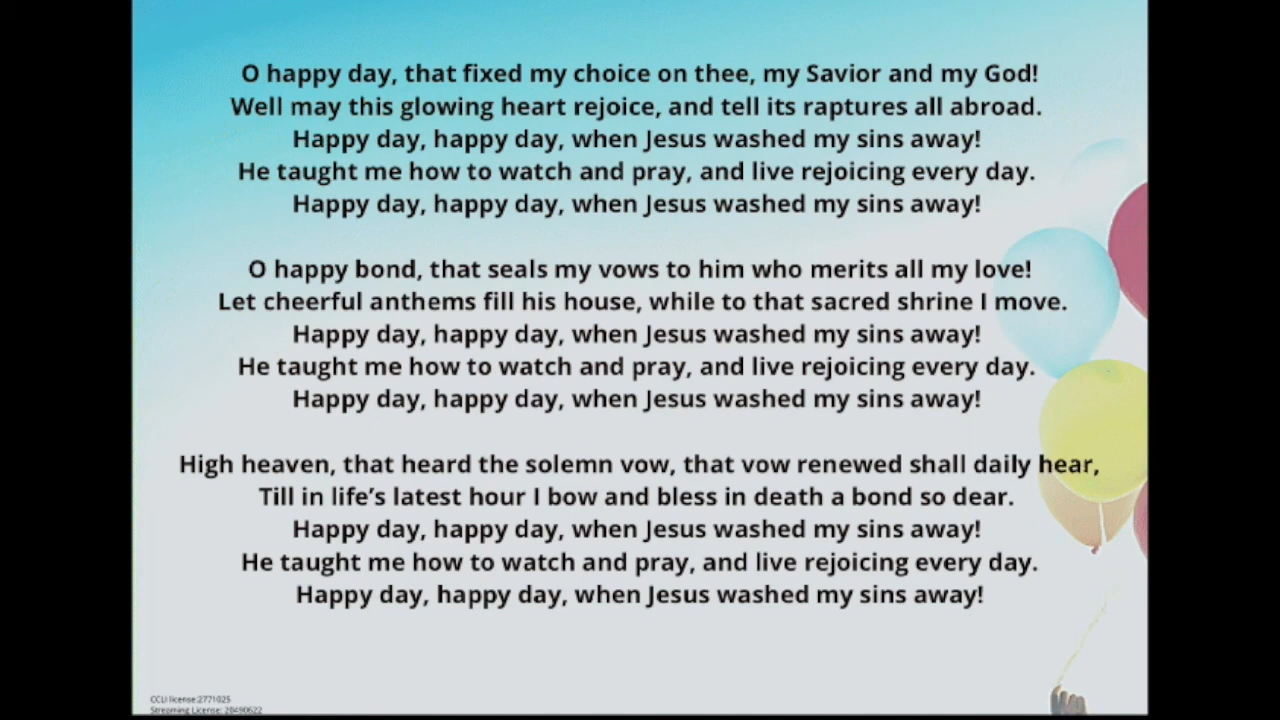 O happy day, that fixed my choice on thee, my Savior and my God!
Well may this glowing heart rejoice, and tell its raptures all abroad.
Happy day, happy day, when Jesus washed my sins away!
He taught me how to watch and pray, and live rejoicing every day.
Happy day, happy day, when Jesus washed my sins away!
O happy bond, that seals my vows to him who merits all my love!
Let cheerful anthems fill his house, while to that sacred shrine I move.
Happy day, happy day, when Jesus washed my sins away!
He taught me how to watch and pray, and live rejoicing every day.
Happy day, happy day, when Jesus washed my sins away!
High heaven, that heard the solemn vow, that vow renewed shall daily hear,
Till in life’s latest hour I bow and bless in death a bond so dear.
Happy day, happy day, when Jesus washed my sins away!
He taught me how to watch and pray, and live rejoicing every day.
Happy day, happy day, when Jesus washed my sins away!
CCLI license:2771025
Streaming License: 20490622